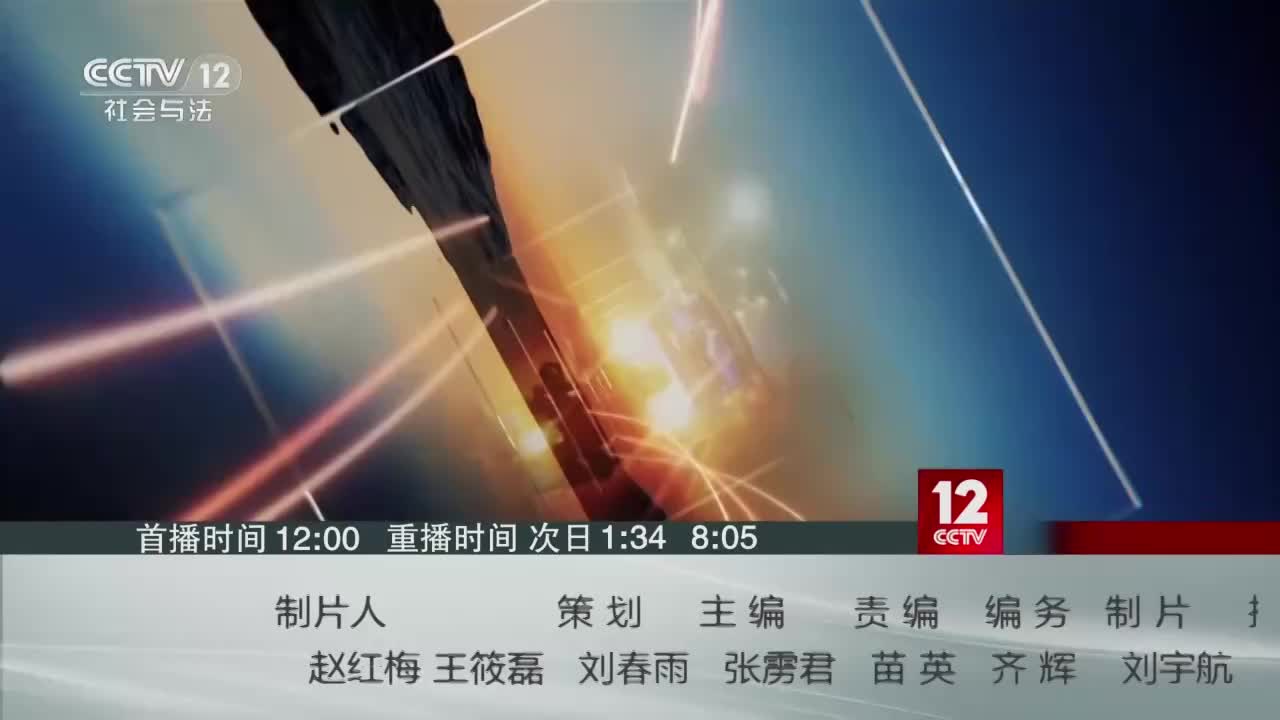 CCTV 12
社会与法
12
CCTV
首播时间 12:00 重播时间 次日 1:34 8:05
制片人 策划 主编 责编 编务 制片
赵红梅 王筱磊 刘春雨 张雳君 苗英 齐辉 刘宇航